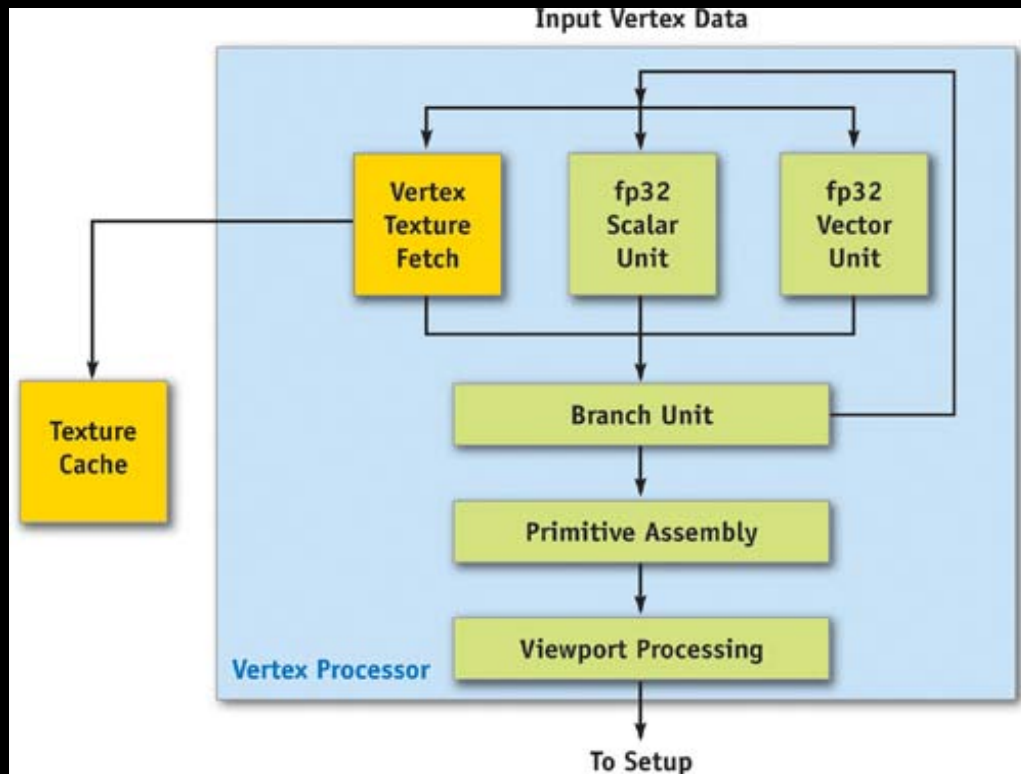 Input Vertex Data
Vertex
Texture
Fetch
fp32
Scalar
Unit
fp32
Vector
Unit
Texture
Cache
Branch Unit
Primitive Assembly
Viewport Processing
Vertex Processor
To Setup